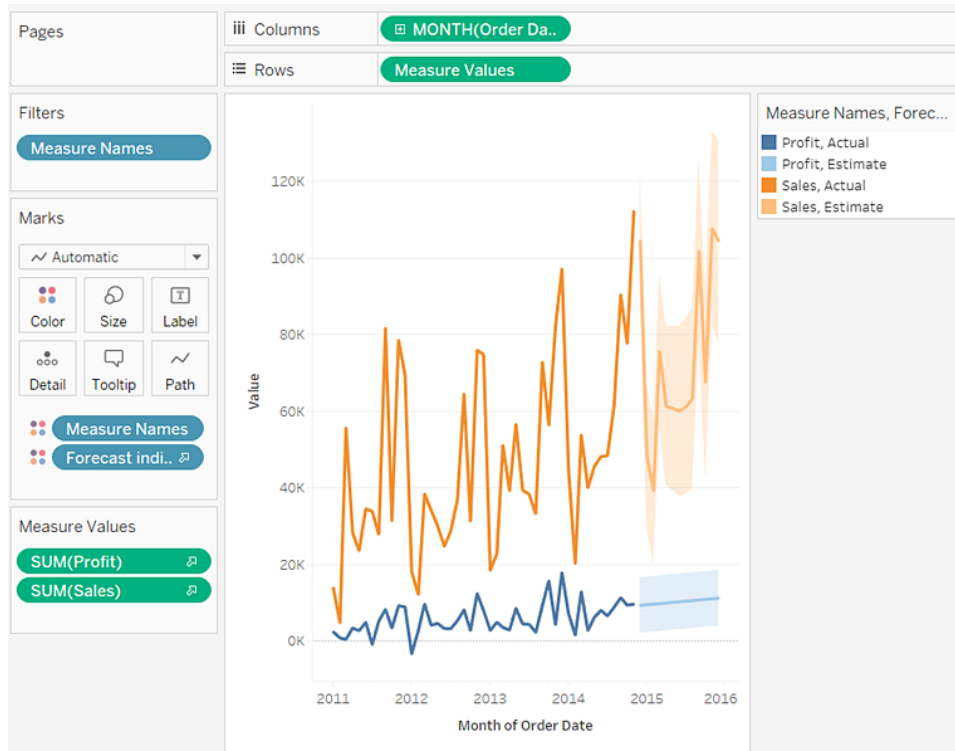 Pages
Columns
MONTH(Order Da..
Rows
Measure Values
Filters
Measure Names
Marks
Automatic
Color
Size
Label
Detail
Tooltip
Path
Measure Names
Forecast indi..
Measure Values
SUM(Profit)
SUM(Sales)
120K
100K
80K
60K
40K
20K
0K
Value
2011
2012
2013
2014
2015
2016
Month of Order Date
Measure Names, Forec...
Profit, Actual
Profit, Estimate
Sales, Actual
Sales, Estimate